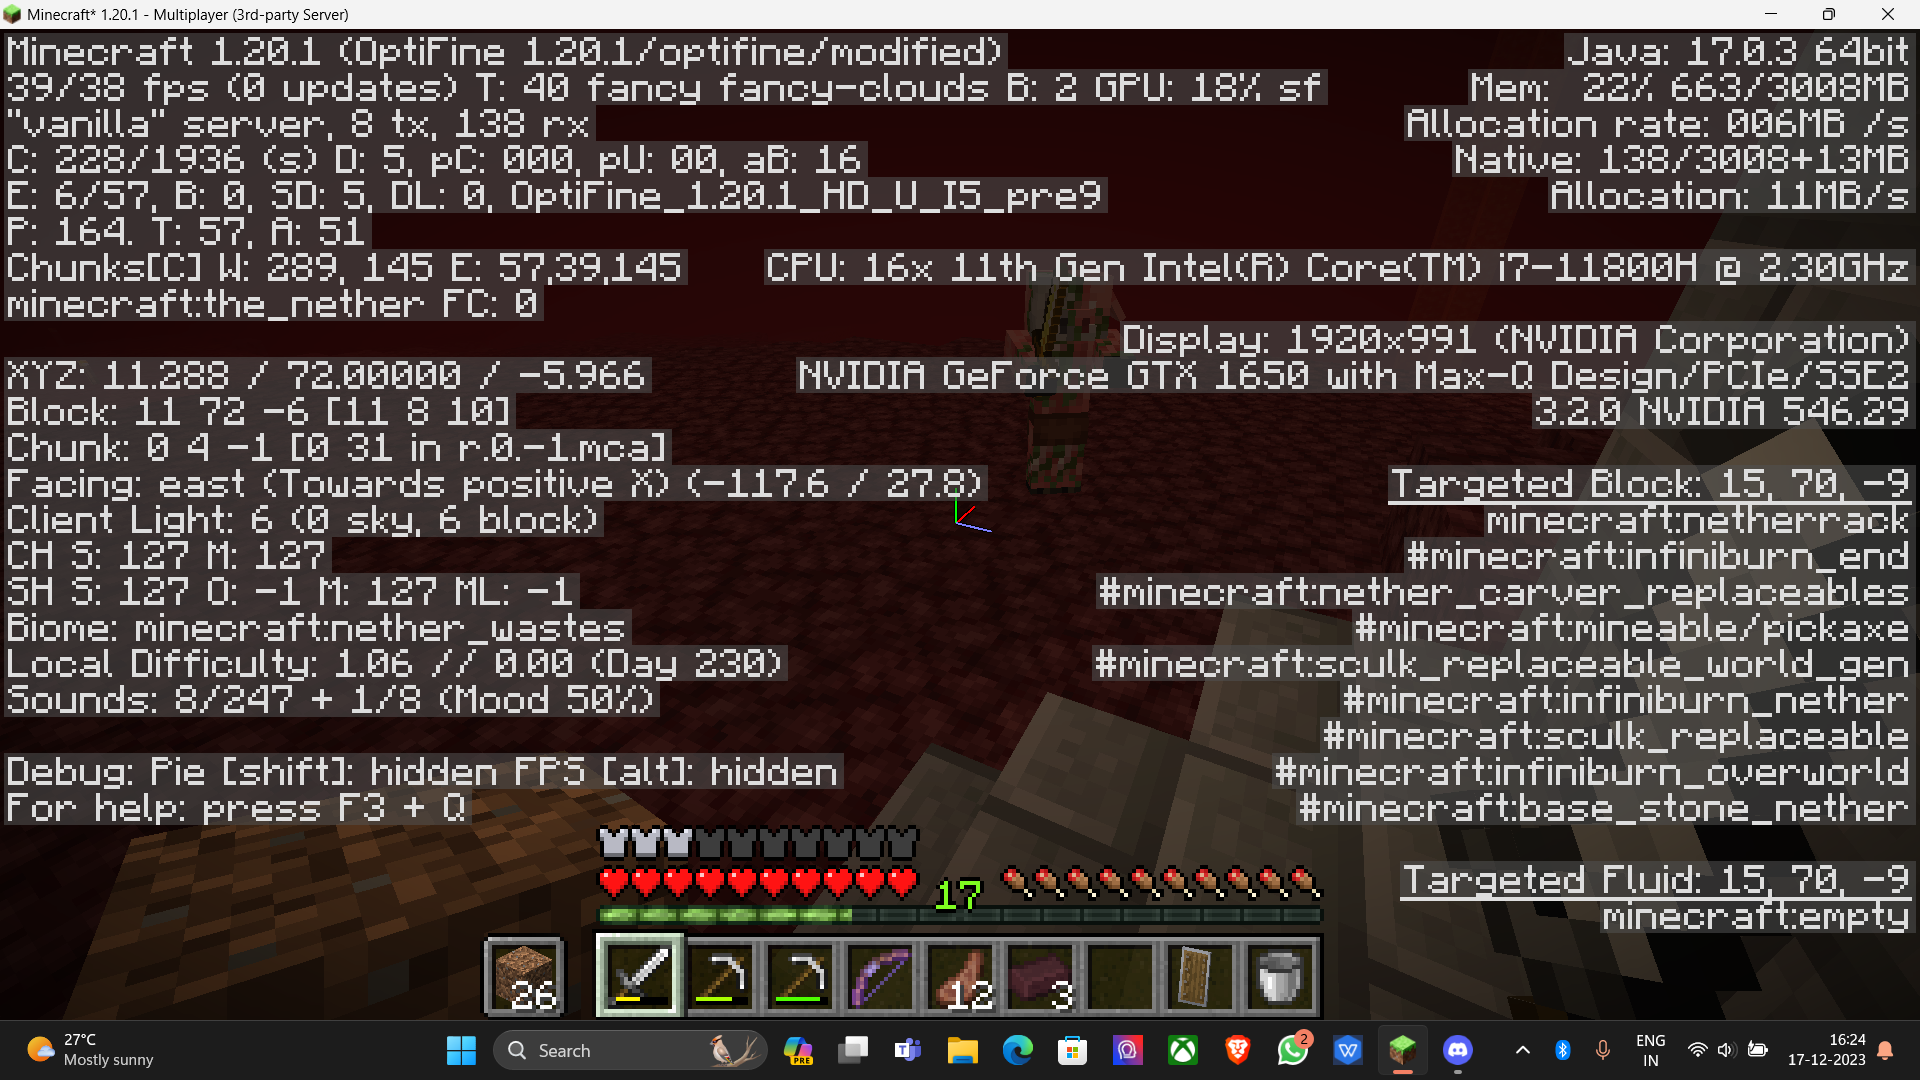 Minecraft* 1.20.1 - Multiplayer (3rd-party Server)
Minecraft 1.20.1 (OptiFine 1.20.1/optifine/modified)
39/38 fps (0 updates) T: 40 fancy fancy-clouds B: 2 GPU: 18% sf
"vanilla" server, 8 tx, 138 rx
C: 228/1936 (s) D: 5, pC: 000, pU: 00, aB: 16
E: 6/57, B: 0, SD: 5, DL: 0, OptiFine_1.20.1_HD_U_I5_pre9
P: 164. T: 57, A: 51
Chunks[C] W: 289, 145 E: 57,39,145
minecraft:the_nether FC: 0
XYZ: 11.288 / 72.00000 / -5.966
Block: 11 72 -6 [11 8 10]
Chunk: 0 4 -1 [0 31 in r.0.-1.mca]
Facing: east (Towards positive X) (-117.6 / 27.8)
Client Light: 6 (0 sky, 6 block)
CH S: 127 M: 127
SH S: 127 O: -1 M: 127 ML: -1
Biome: minecraft:nether_wastes
Local Difficulty: 1.06 // 0.00 (Day 230)
Sounds: 8/247 + 1/8 (Mood 50%)
Debug: Pie [shift]: hidden FPS [alt]: hidden
For help: press F3 + Q
Java: 17.0.3 64bit
Mem: 22% 663/3008MB
Allocation rate: 006MB /s
Native: 138/3008+13MB
Allocation: 11MB/s
CPU: 16x 11th Gen Intel(R) Core(TM) i7-11800H @ 2.30GHz
Display: 1920x991 (NVIDIA Corporation)
NVIDIA GeForce GTX 1650 with Max-Q Design/PCIe/SSE2
3.2.0 NVIDIA 546.29
Targeted Block: 15, 70, -9
minecraft:netherrack
#minecraft:infiniburn_end
#minecraft:nether_carver_replaceables
#minecraft:mineable/pickaxe
#minecraft:sculk_replaceable_world_gen
#minecraft:infiniburn_nether
#minecraft:sculk_replaceable
#minecraft:infiniburn_overworld
#minecraft:base_stone_nether
Targeted Fluid: 15, 70, -9
minecraft:empty
17
26
12
3
27°C
Mostly sunny
Search
PRE
2
ENG
IN
16:24
17-12-2023